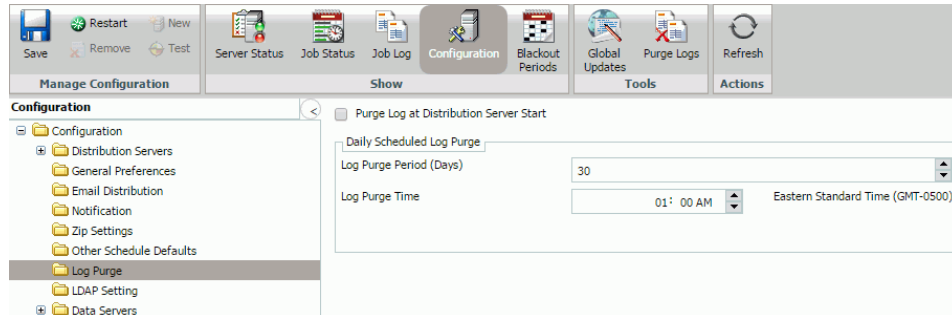 Save
Restart
New
Remove
Test
Manage Configuration
Server Status
Job Status
Job Log
Configuration
Blackout
Periods
Show
Global
Updates
Purge Logs
Tools
Refresh
Actions
Configuration
Configuration
Distribution Servers
General Preferences
Email Distribution
Notification
Zip Settings
Other Schedule Defaults
Log Purge
LDAP Setting
Data Servers
Purge Log at Distribution Server Start
Daily Scheduled Log Purge
Log Purge Period (Days)
30
Log Purge Time
01: 00 AM
Eastern Standard Time (GMT-0500)